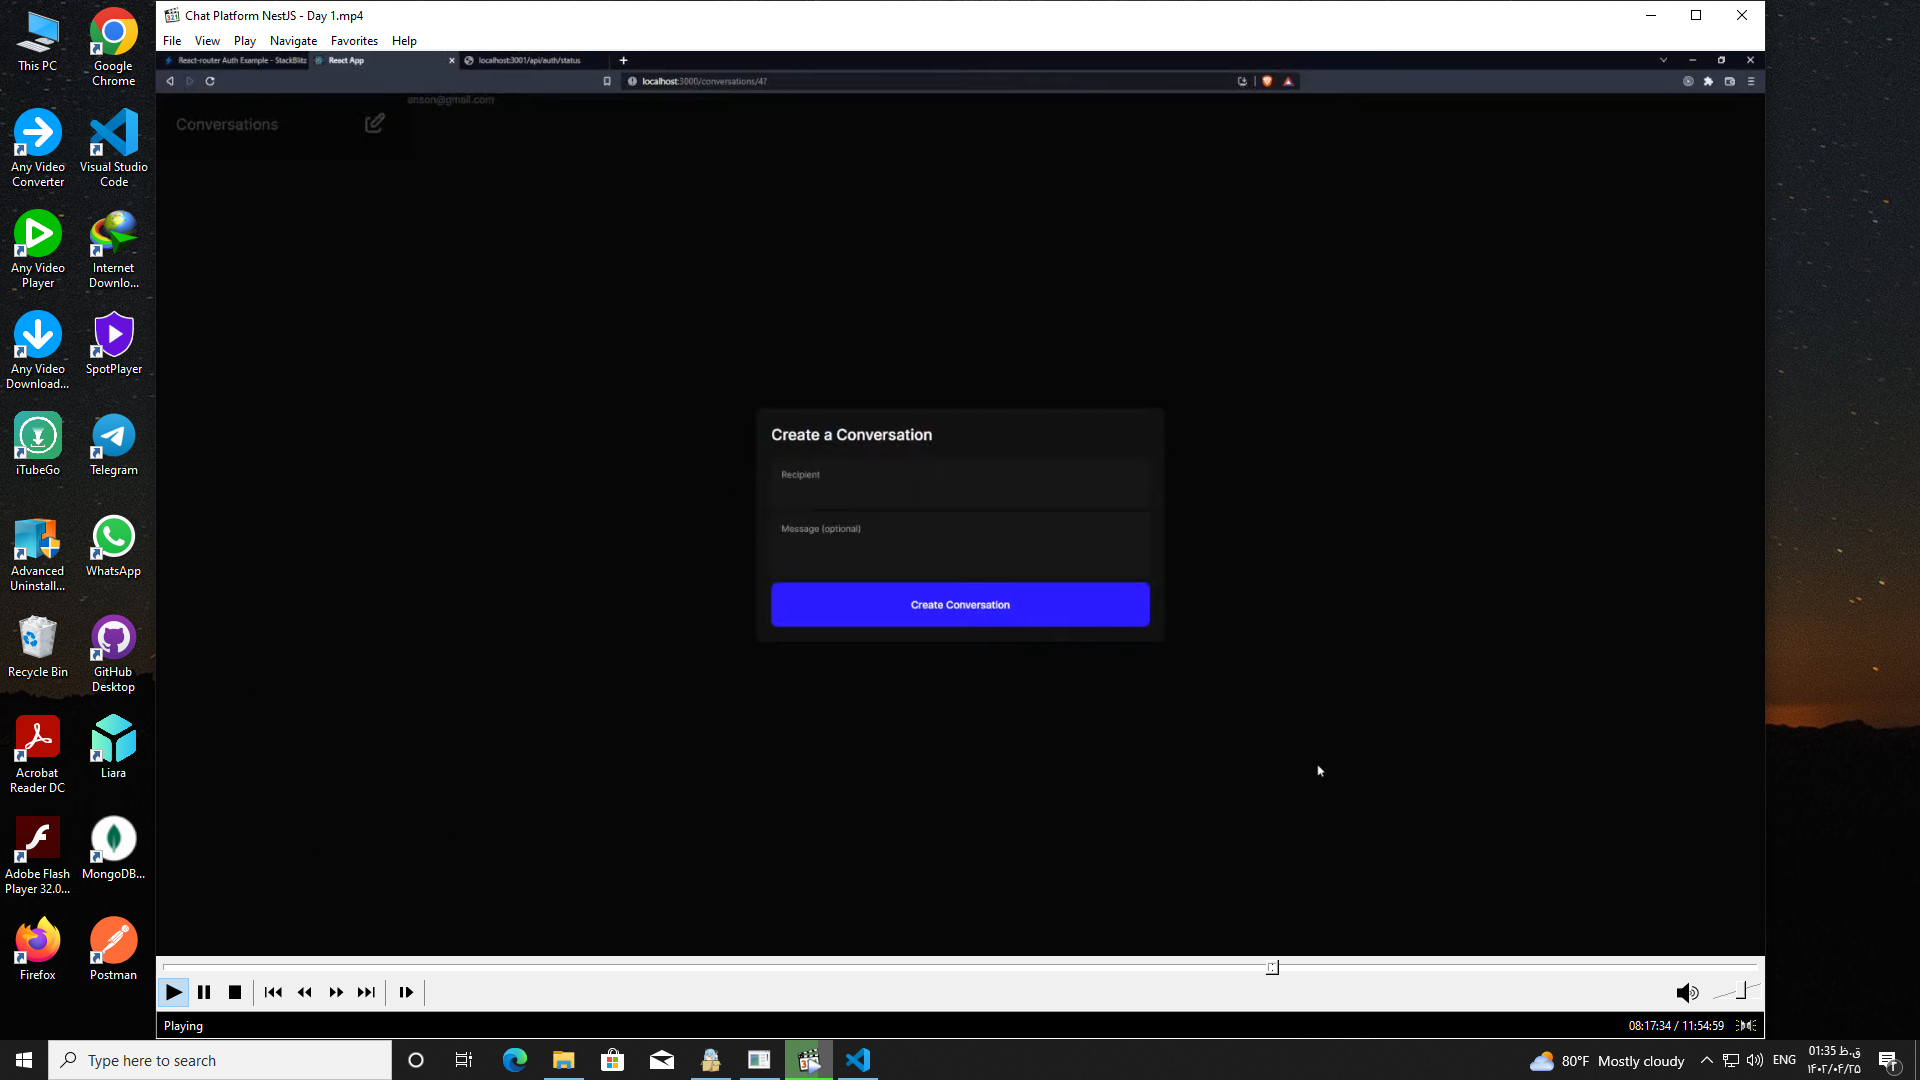 Chat Platform NestJS - Day 1.mp4
File View Play Navigate Favorites Help
React-router Auth Example - StackBlitz
React App
localhost:3001/api/auth/status
localhost:3000/conversations/47
anson@gmail.com
Conversations
Create a Conversation
Recipient
Message (optional)
Create Conversation
Playing
08:17:34 / 11:54:59
This PC
Google Chrome
Any Video Converter
Visual Studio Code
Any Video Player
Internet Downlo...
Any Video Download...
SpotPlayer
iTubeGo
Telegram
Advanced Uninstall...
WhatsApp
Recycle Bin
GitHub Desktop
Acrobat Reader DC
Liara
Adobe Flash Player 32.0...
MongoDB...
Firefox
Postman
Type here to search
80°F Mostly cloudy
ENG
01:35 ق.ظ
۱۴۰۲/۰۴/۲۵